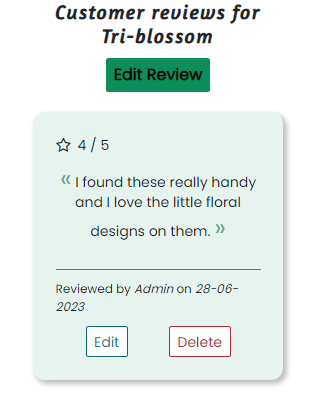 Customer reviews for
Tri-blossom
Edit Review
4 / 5
« I found these really handy
and I love the little floral
designs on them. »
Reviewed by Admin on 28-06-
2023
Edit Delete